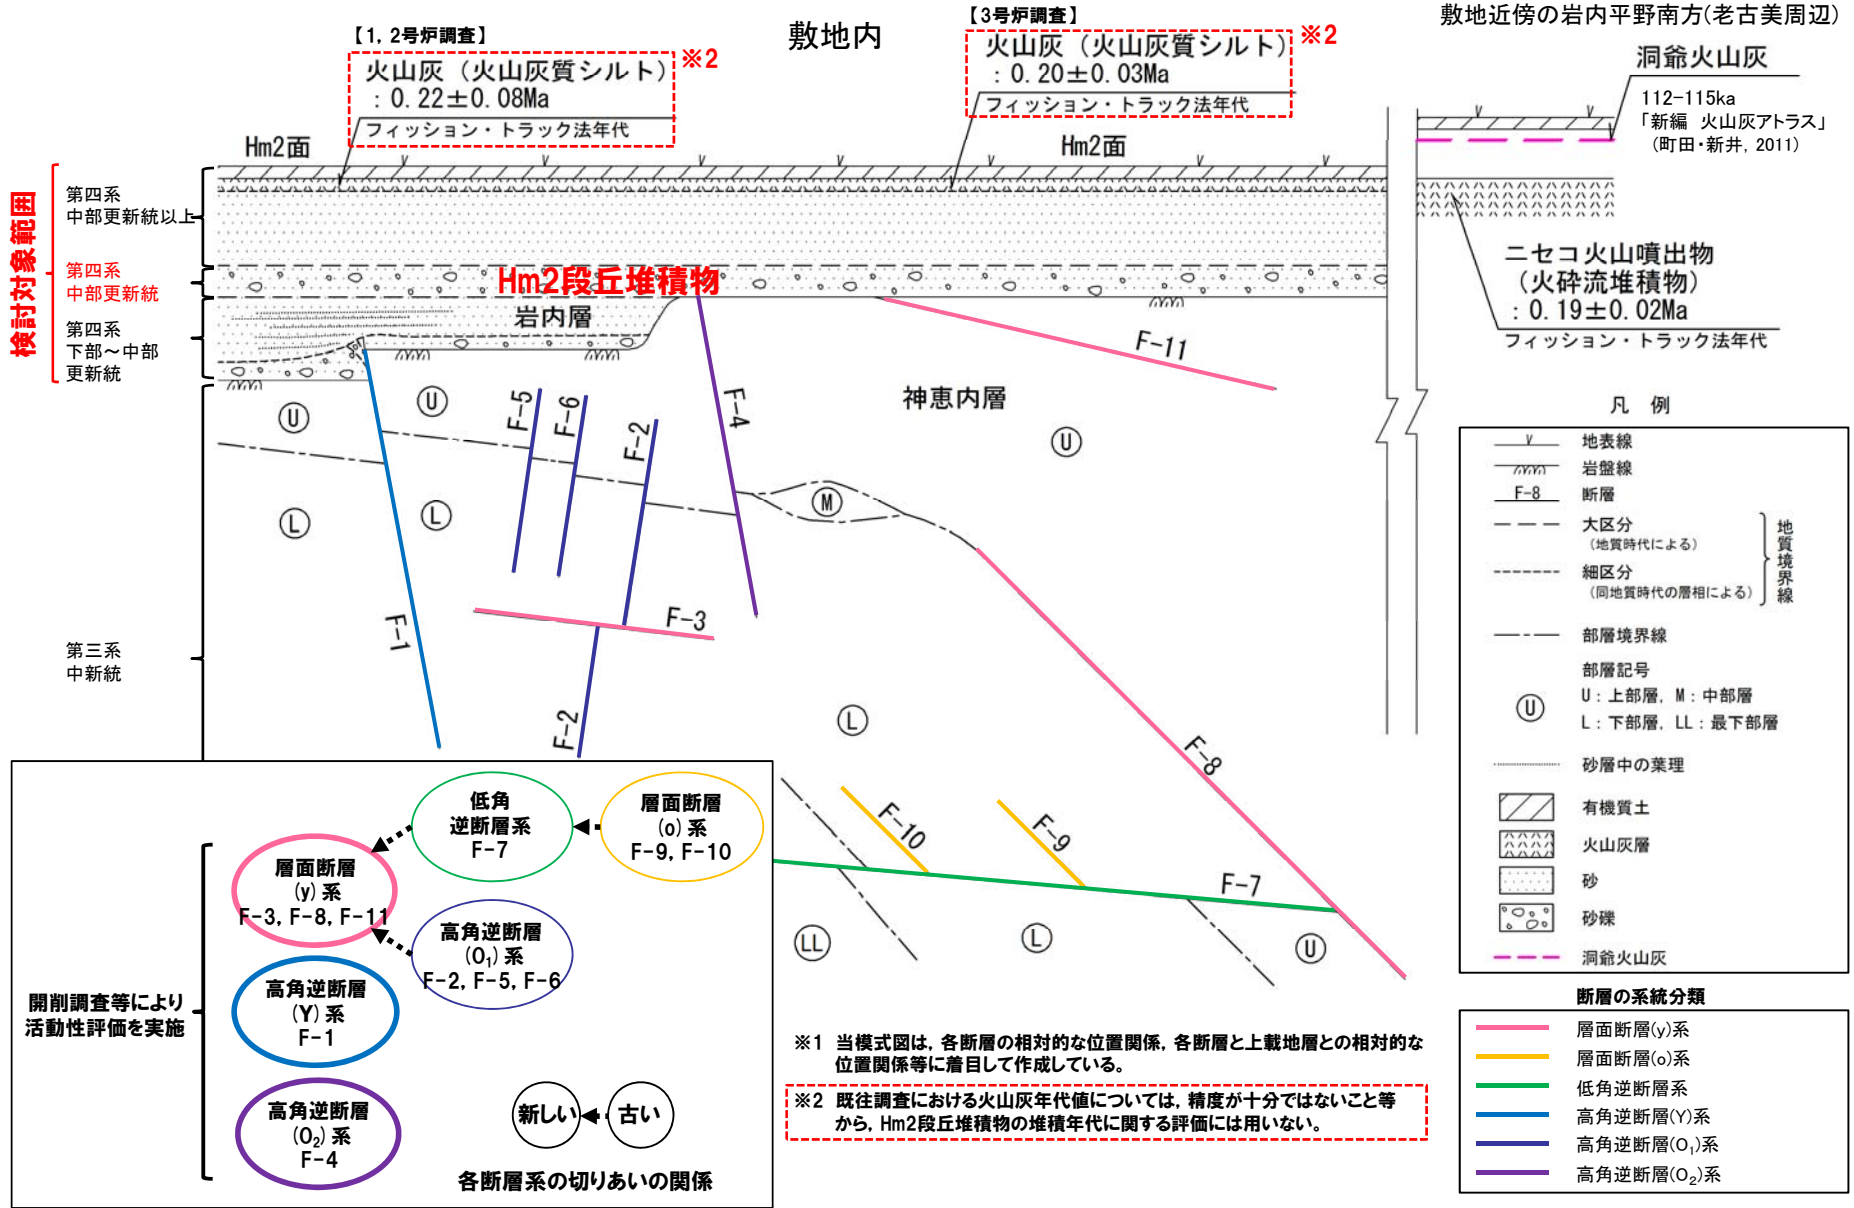 敷地内
敷地近傍の岩内平野南方(老古美周辺)
【1, 2号炉調査】
火山灰（火山灰質シルト）
：0.22±0.08Ma
フィッション・トラック法年代
※2
【3号炉調査】
火山灰（火山灰質シルト）
：0.20±0.03Ma
フィッション・トラック法年代
※2
洞爺火山灰
112-115ka
「新編 火山灰アトラス」
(町田・新井, 2011)
Hm2面
Hm2面
検討対象範囲
第四系
中部更新統以上
第四系
中部更新統
第四系
下部～中部
更新統
第三系
中新統
Hm2段丘堆積物
岩内層
神恵内層
ニセコ火山噴出物
（火砕流堆積物）
：0.19±0.02Ma
フィッション・トラック法年代
F-11
F-5
F-6
F-2
F-4
F-1
F-3
F-2
F-8
F-10
F-9
F-7
U
U
U
L
L
M
L
LL
L
U
凡 例
地表線
岩盤線
F-8
断層
大区分
(地質時代による)
細区分
(同地質時代の層相による)
地質境界線
部層境界線
部層記号
U
U：上部層, M：中部層
L：下部層, LL：最下部層
砂層中の葉理
有機質土
火山灰層
砂
砂礫
洞爺火山灰
断層の系統分類
層面断層(y)系
層面断層(o)系
低角逆断層系
高角逆断層(Y)系
高角逆断層(O₁)系
高角逆断層(O₂)系
開削調査等により
活動性評価を実施
層面断層
(y)系
F-3, F-8, F-11
低角
逆断層系
F-7
層面断層
(o)系
F-9, F-10
高角逆断層
(O₁)系
F-2, F-5, F-6
高角逆断層
(Y)系
F-1
高角逆断層
(O₂)系
F-4
新しい
古い
各断層系の切りあいの関係
※1 当模式図は, 各断層の相対的な位置関係, 各断層と上載地層との相対的な
位置関係等に着目して作成している。
※2 既往調査における火山灰年代値については, 精度が十分ではないこと等
から, Hm2段丘堆積物の堆積年代に関する評価には用いない。